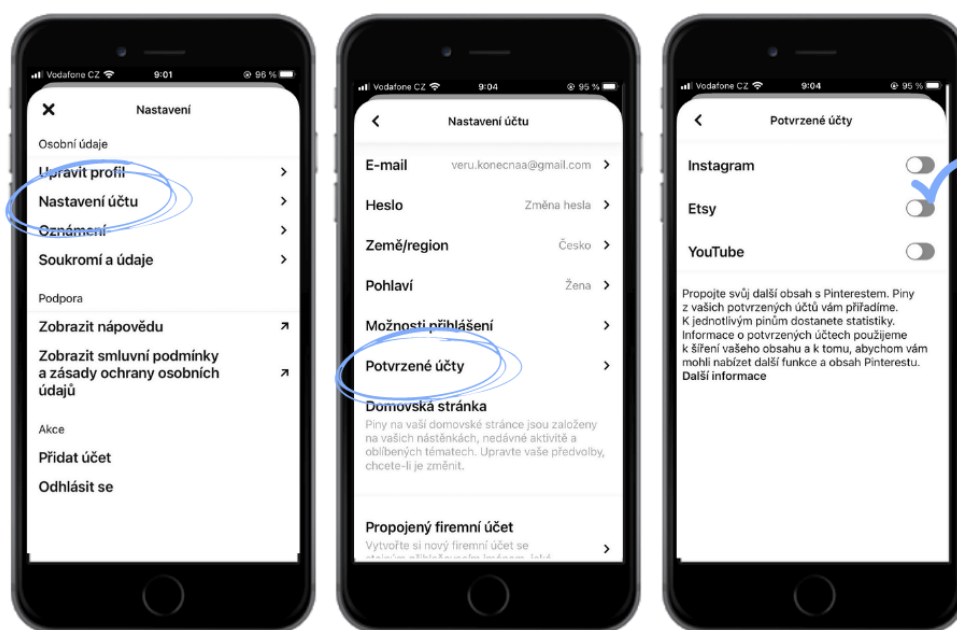 Vodafone CZ 9:01 96 %
Nastavení
Osobní údaje
Upravit profil
Nastavení účtu
Oznámení
Soukromí a údaje
Podpora
Zobrazit nápovědu
Zobrazit smluvní podmínky
a zásady ochrany osobních
údajů
Akce
Přidat účet
Odhlásit se
Vodafone CZ 9:04 95 %
Nastavení účtu
E-mail veru.konecnaa@gmail.com
Heslo Změna hesla
Země/region Česko
Pohlaví Žena
Možnosti přihlášení
Potvrzené účty
Domovská stránka
Piny na vaší domovské stránce jsou založeny
na vašich nástěnkách, nedávné aktivitě a
oblíbených tématech. Upravte vaše předvolby,
chcete-li je změnit.
Propojený firemní účet
Vytvořte si nový firemní účet se
Vodafone CZ 9:04 95 %
Potvrzené účty
Instagram
Etsy
YouTube
Propojte svůj další obsah s Pinterestem. Piny
z vašich potvrzených účtů vám přiřadíme.
K jednotlivým pinům dostanete statistiky.
Informace o potvrzených účtech použijeme
k šíření vašeho obsahu a k tomu, abychom vám
mohli nabízet další funkce a obsah Pinterestu.
Další informace